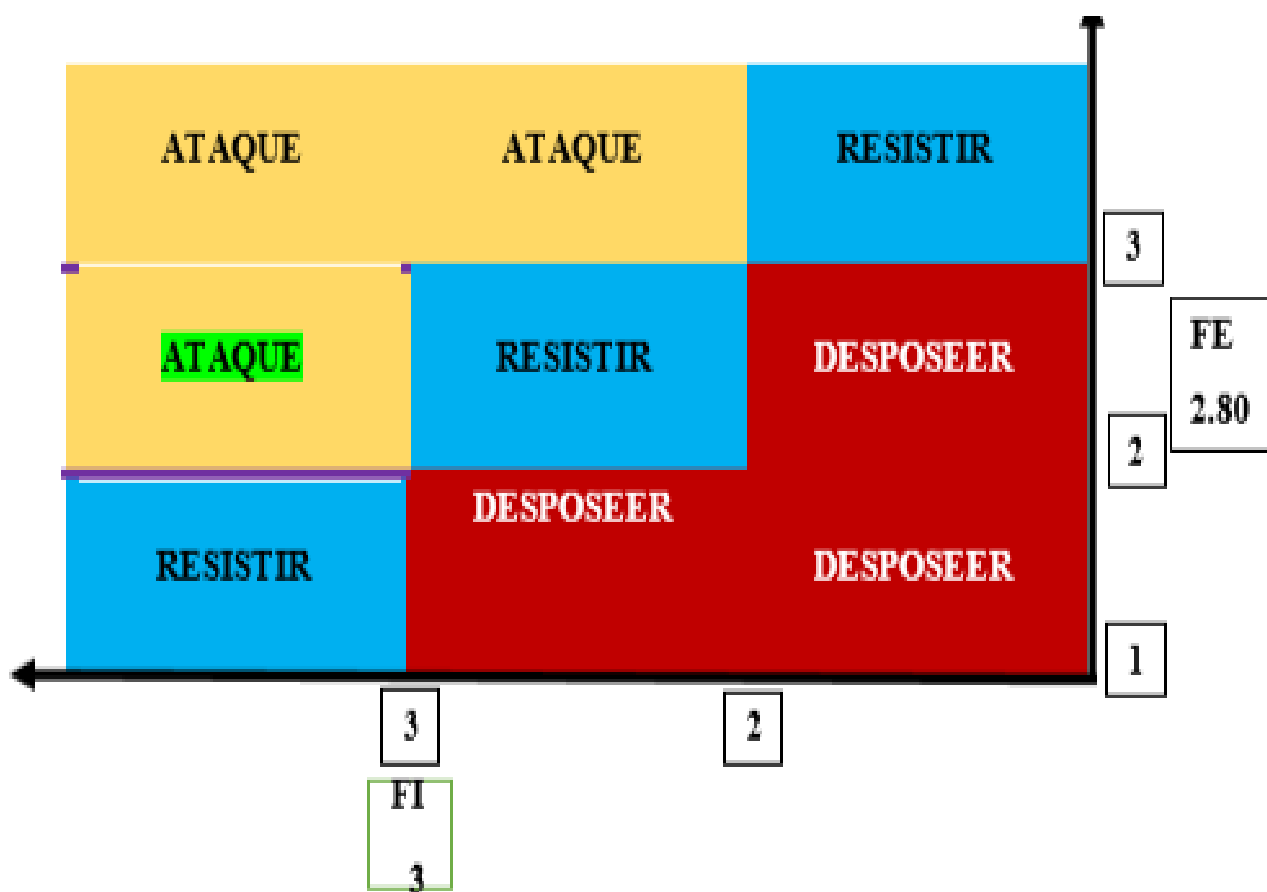 ATAQUE ATAQUE RESISTIR
3
ATAQUE RESISTIR DESPOSEER
FE
2.80
2
DESPOSEER
RESISTIR DESPOSEER
1
3 2
FI
3